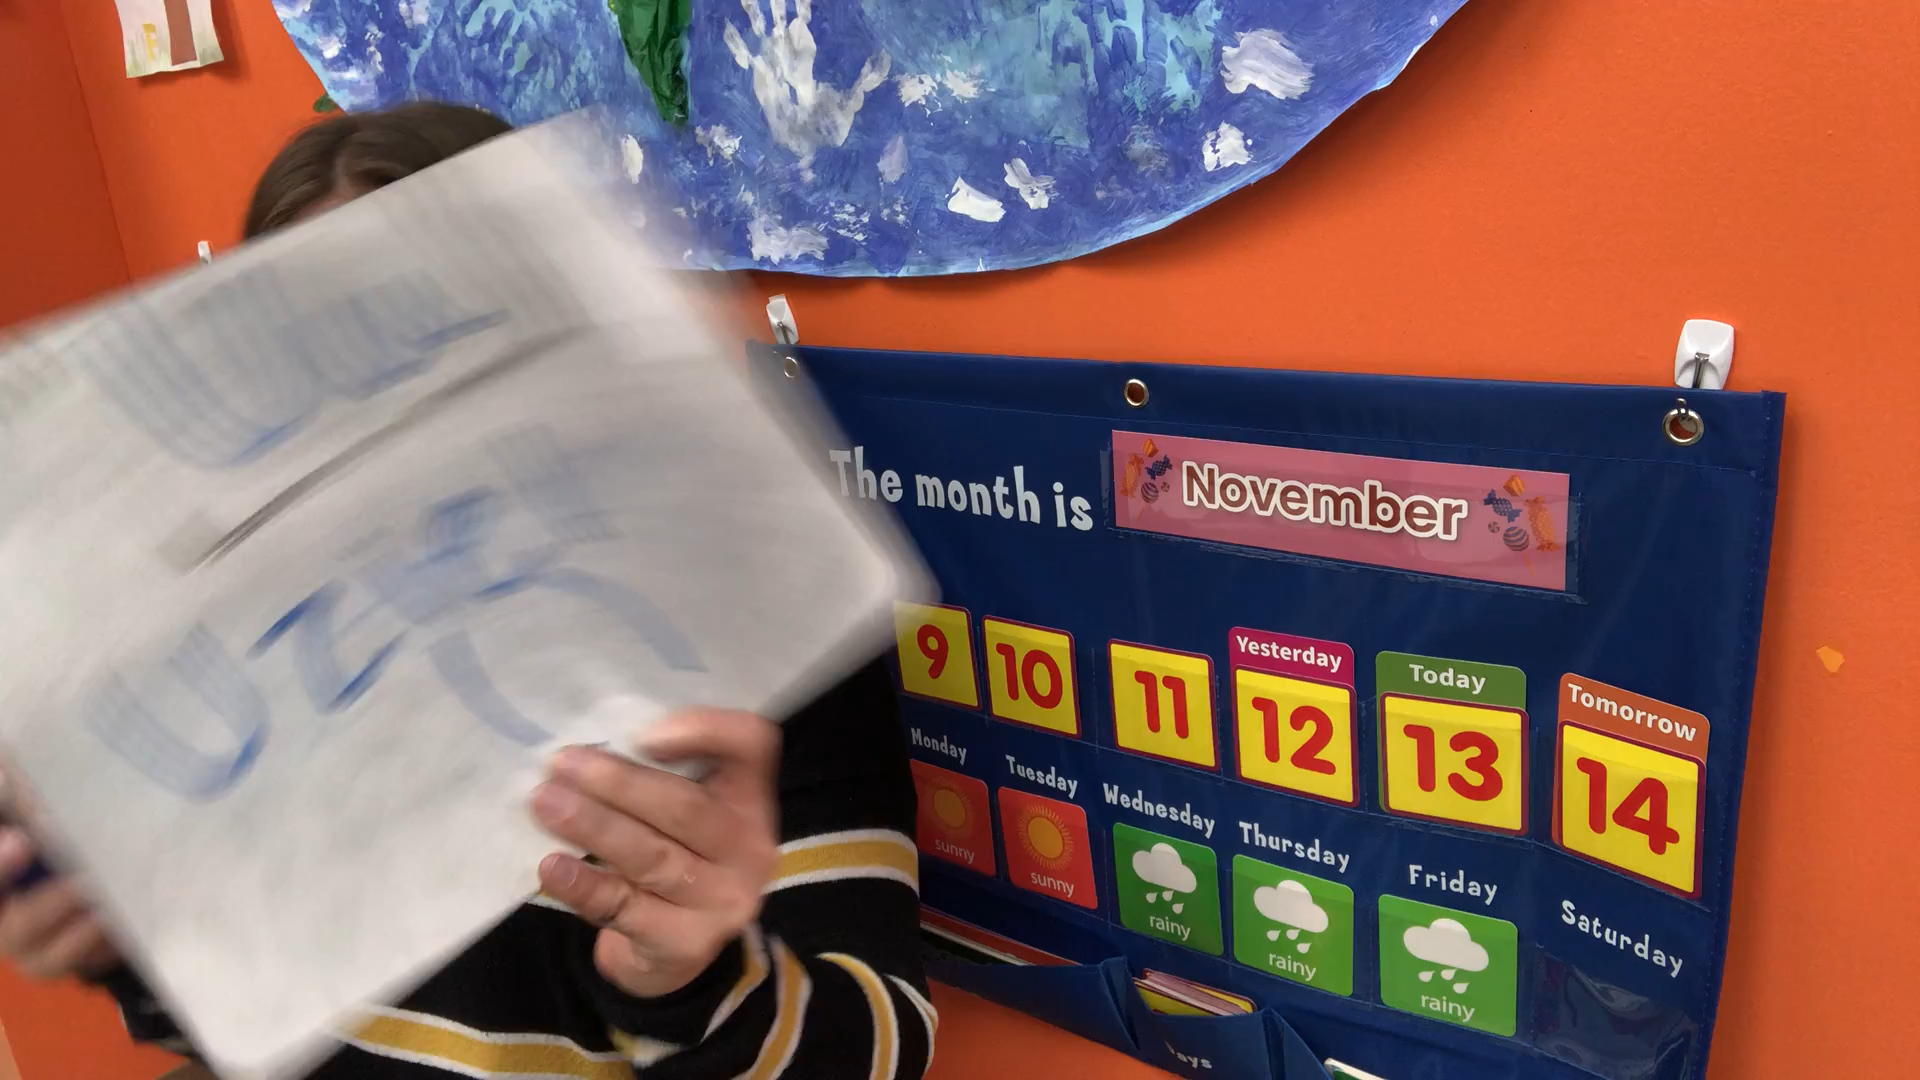 The month is November
9 10 11 Yesterday 12 Today 13 Tomorrow 14
Monday Tuesday Wednesday Thursday Friday Saturday
sunny sunny rainy rainy rainy